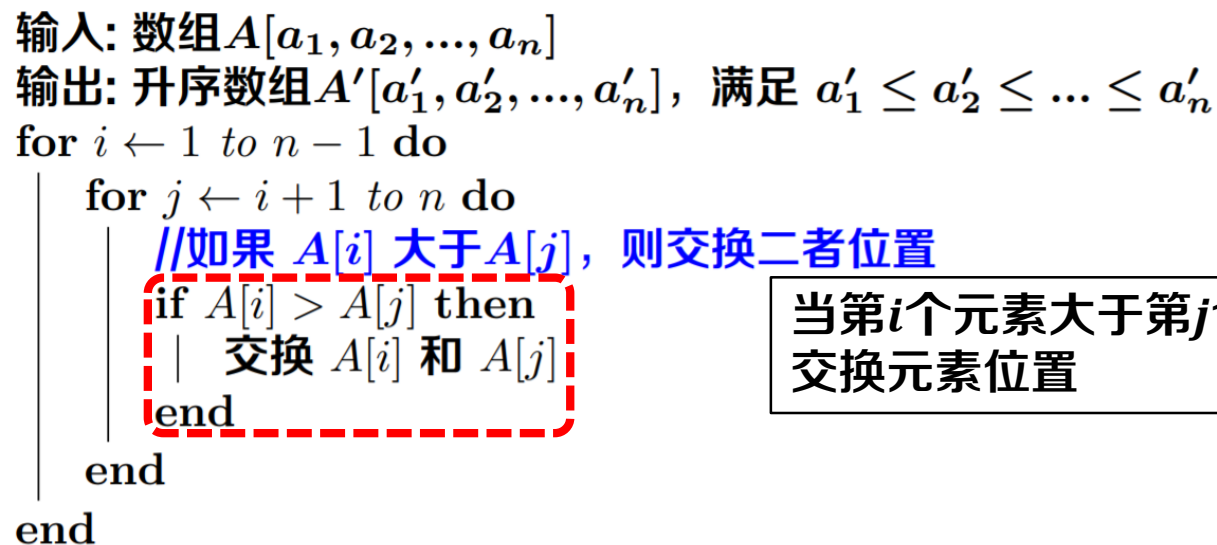 输入: 数组A[a₁, a₂, ..., aₙ]
输出: 升序数组A′[a′₁, a′₂, ..., a′ₙ]，满足 a′₁ ≤ a′₂ ≤ ... ≤ a′ₙ
for i ← 1 to n − 1 do
for j ← i + 1 to n do
//如果 A[i] 大于A[j]，则交换二者位置
if A[i] > A[j] then
交换 A[i] 和 A[j]
end
end
end
当第i个元素大于第j
交换元素位置